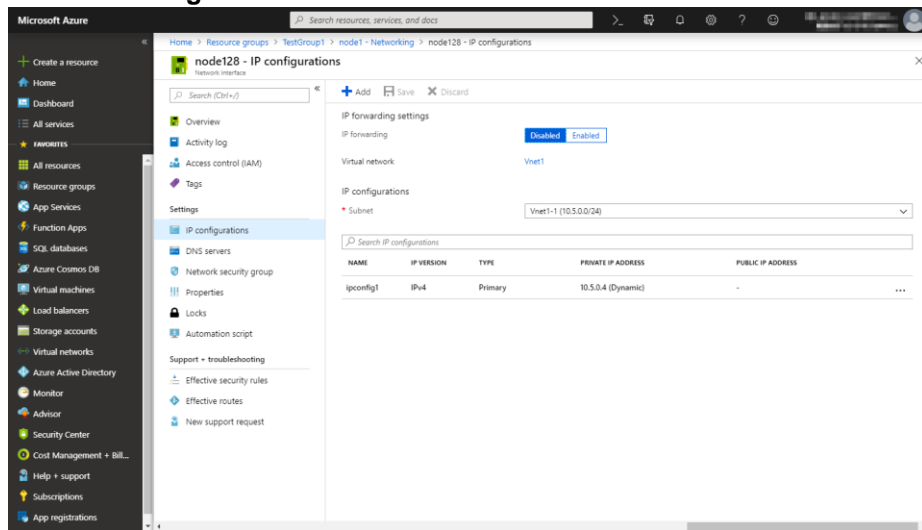 Microsoft Azure
Search resources, services, and docs
Home > Resource groups > TestGroup1 > node1 - Networking > node128 - IP configurations
Create a resource
Home
Dashboard
All services
FAVORITES
All resources
Resource groups
App Services
Function Apps
SQL databases
Azure Cosmos DB
Virtual machines
Load balancers
Storage accounts
Virtual networks
Azure Active Directory
Monitor
Advisor
Security Center
Cost Management + Bill...
Help + support
Subscriptions
App registrations
node128 - IP configurations
Network interface
Search (Ctrl+/)
Overview
Activity log
Access control (IAM)
Tags
Settings
IP configurations
DNS servers
Network security group
Properties
Locks
Automation script
Support + troubleshooting
Effective security rules
Effective routes
New support request
Add Save Discard
IP forwarding settings
IP forwarding Disabled Enabled
Virtual network Vnet1
IP configurations
* Subnet Vnet1-1 (10.5.0.0/24)
Search IP configurations
NAME IP VERSION TYPE PRIVATE IP ADDRESS PUBLIC IP ADDRESS
ipconfig1 IPv4 Primary 10.5.0.4 (Dynamic) - ...